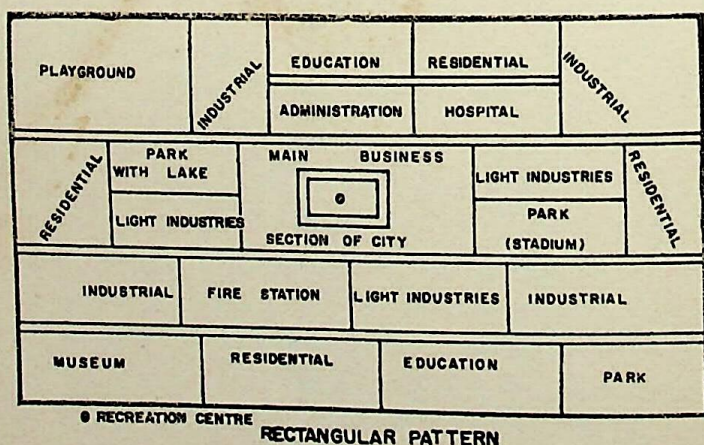 PLAYGROUND
INDUSTRIAL
EDUCATION
RESIDENTIAL
INDUSTRIAL
ADMINISTRATION
HOSPITAL
RESIDENTIAL
PARK
WITH LAKE
LIGHT INDUSTRIES
MAIN BUSINESS
SECTION OF CITY
LIGHT INDUSTRIES
PARK
(STADIUM)
RESIDENTIAL
INDUSTRIAL
FIRE STATION
LIGHT INDUSTRIES
INDUSTRIAL
MUSEUM
RESIDENTIAL
EDUCATION
PARK
RECREATION CENTRE
RECTANGULAR PATTERN